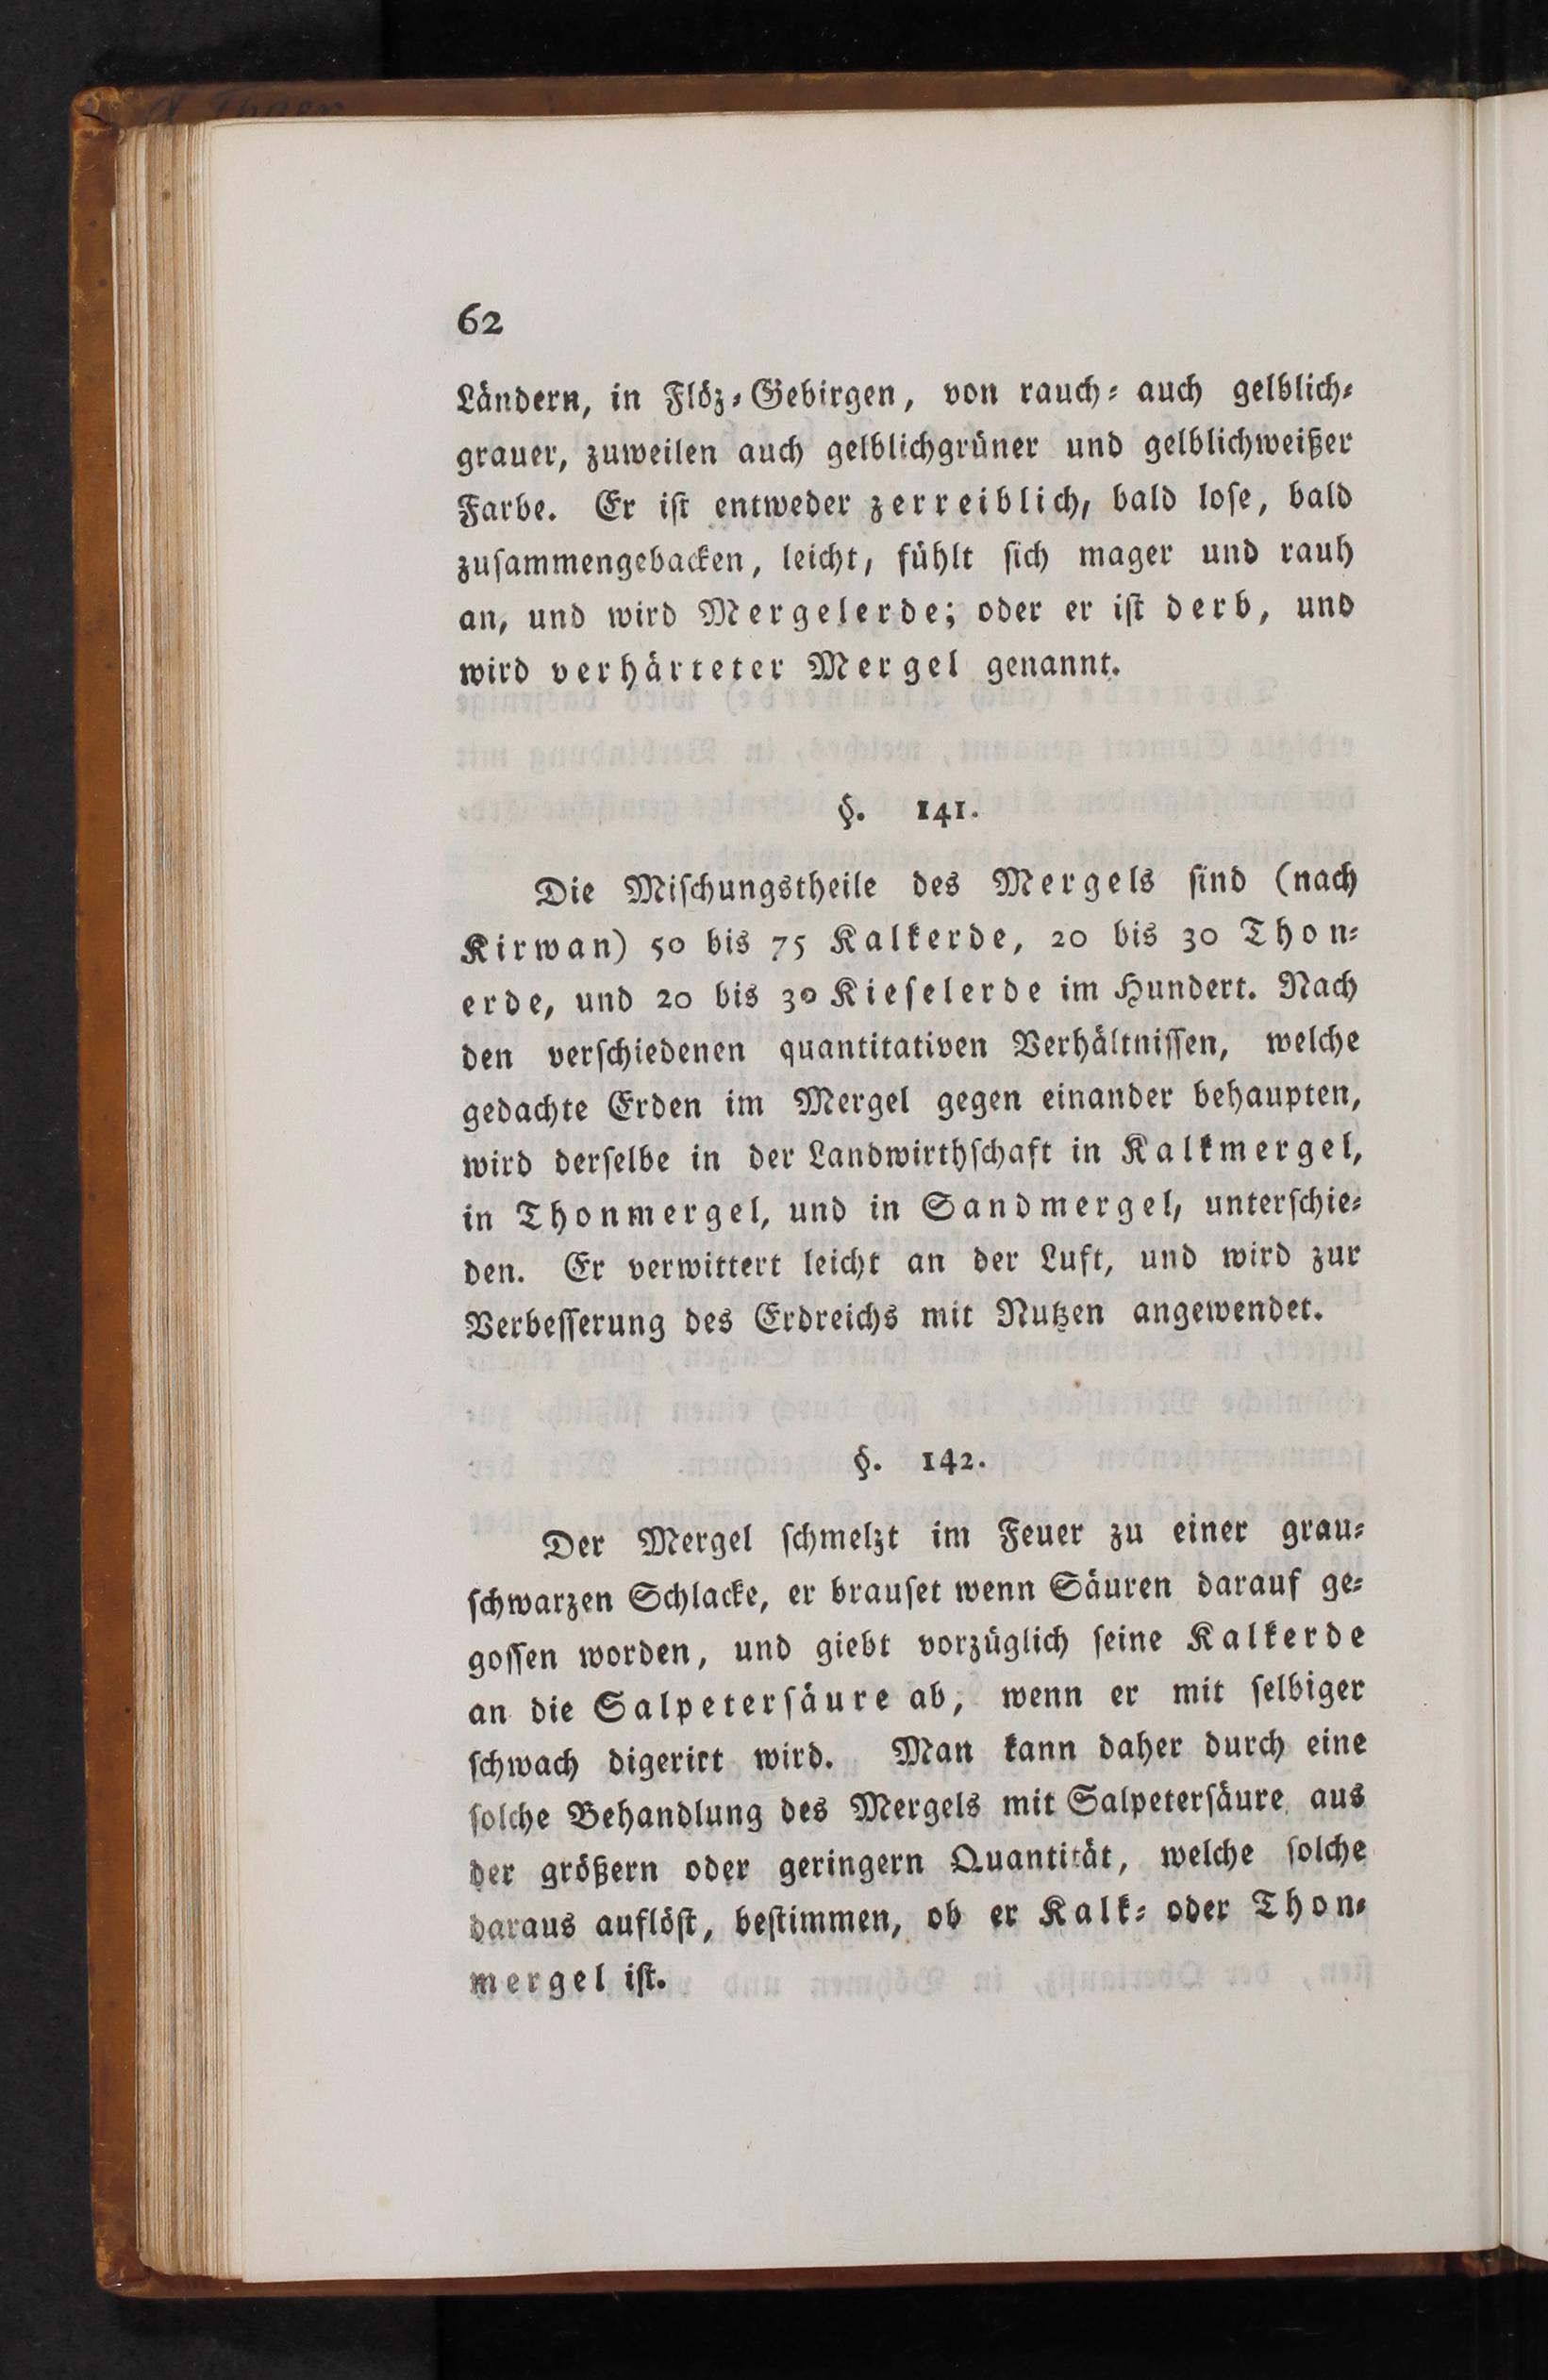 62
Ländern, in Flöz-Gebirgen, von rauch- auch gelblich-
grauer, zuweilen auch gelblichgrüner und gelblichweißer
Farbe. Er iſt entweder zerreiblich, bald loſe, bald
zuſammengebacken, leicht, fühlt ſich mager und rauh
an, und wird Mergelerde; oder er iſt derb, und
wird verhärteter Mergel genannt.
§. 141.
Die Miſchungstheile des Mergels ſind (nach
Kirwan) 50 bis 75 Kalkerde, 20 bis 30 Thon-
erde, und 20 bis 30 Kieſelerde im Hundert. Nach
den verſchiedenen quantitativen Verhältniſſen, welche
gedachte Erden im Mergel gegen einander behaupten,
wird derſelbe in der Landwirthſchaft in Kalkmergel,
in Thonmergel, und in Sandmergel, unterſchie-
den. Er verwittert leicht an der Luft, und wird zur
Verbeſſerung des Erdreichs mit Nutzen angewendet.
§. 142.
Der Mergel ſchmelzt im Feuer zu einer grau-
ſchwarzen Schlacke, er brauſet wenn Säuren darauf ge-
goſſen worden, und giebt vorzüglich ſeine Kalkerde
an die Salpeterſäure ab, wenn er mit ſelbiger
ſchwach digerirt wird. Man kann daher durch eine
ſolche Behandlung des Mergels mit Salpeterſäure aus
der größern oder geringern Quantität, welche ſolche
daraus auflöſt, beſtimmen, ob er Kalk- oder Thon-
mergel iſt.